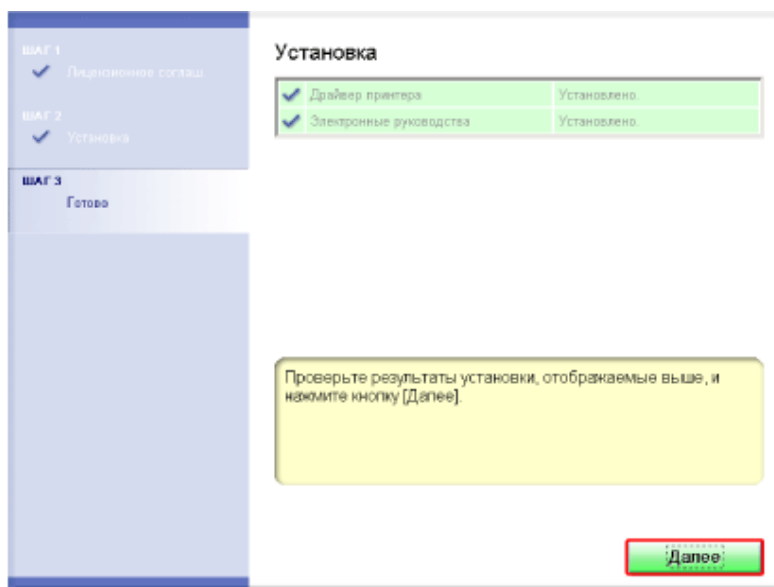 ШАГ 1
Лицензионное соглаш.
ШАГ 2
Установка
ШАГ 3
Готово
Установка
Драйвер принтера Установлено.
Электронные руководства Установлено.
Проверьте результаты установки, отображаемые выше, и
нажмите кнопку [Далее].
Далее